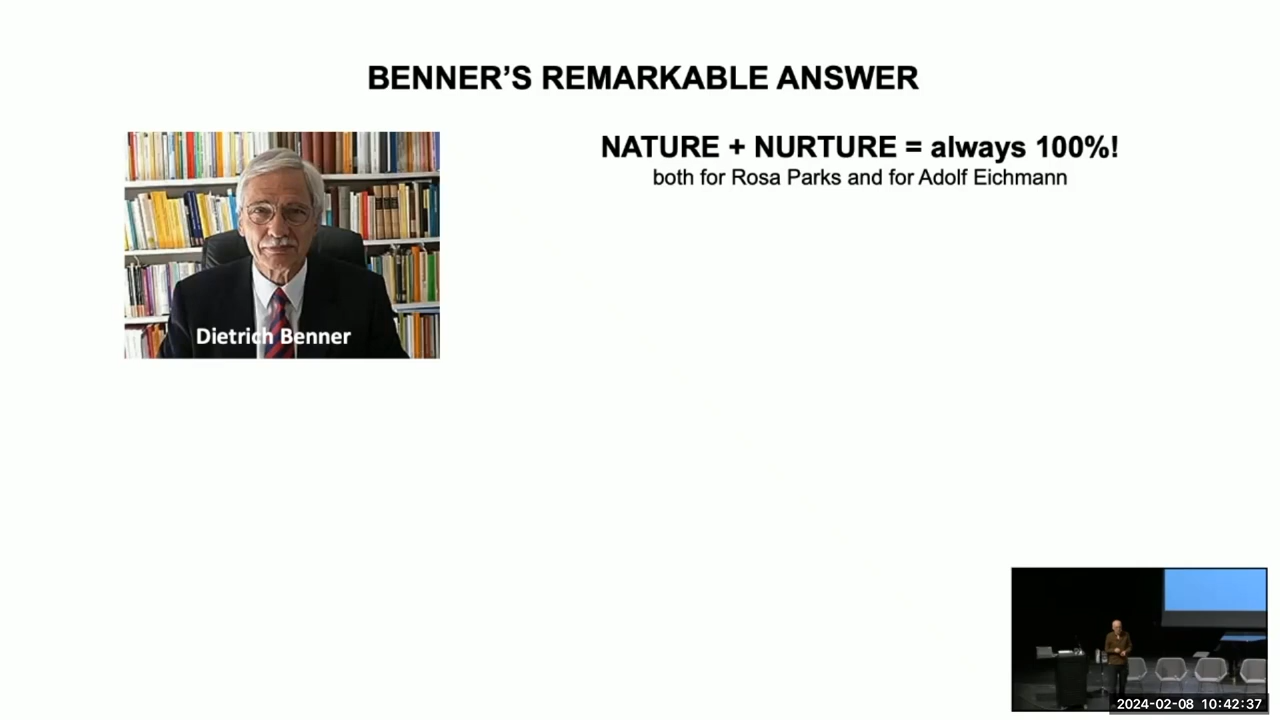 BENNER’S REMARKABLE ANSWER
NATURE + NURTURE = always 100%!
both for Rosa Parks and for Adolf Eichmann
Dietrich Benner
2024-02-08 10:42:37